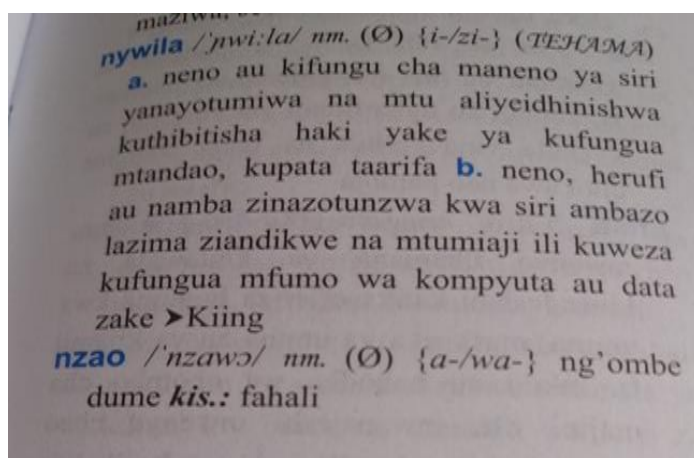 nywila /'ɲwi:la/ nm. (Ø) {i-/zi-} (TEHAMA)
a. neno au kifungu cha maneno ya siri
yanayotumiwa na mtu aliyeidhinishwa
kuthibitisha haki yake ya kufungua
mtandao, kupata taarifa b. neno, herufi
au namba zinazotunzwa kwa siri ambazo
lazima ziandikwe na mtumiaji ili kuweza
kufungua mfumo wa kompyuta au data
zake ➤Kiing
nzao /'nzawɔ/ nm. (Ø) {a-/wa-} ng'ombe
dume kis.: fahali